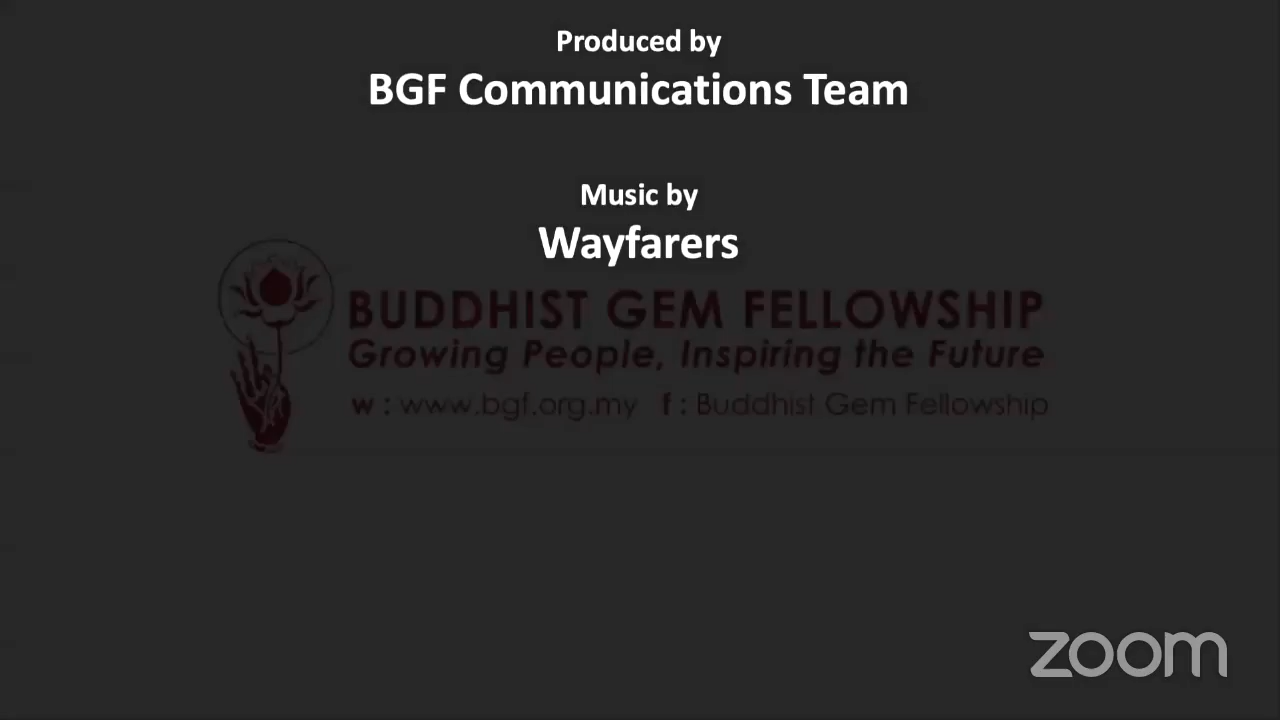 Produced by
BGF Communications Team
Music by
Wayfarers
BUDDHIST GEM FELLOWSHIP
Growing People, Inspiring the Future
w : www.bgf.org.my f : Buddhist Gem Fellowship
zoom